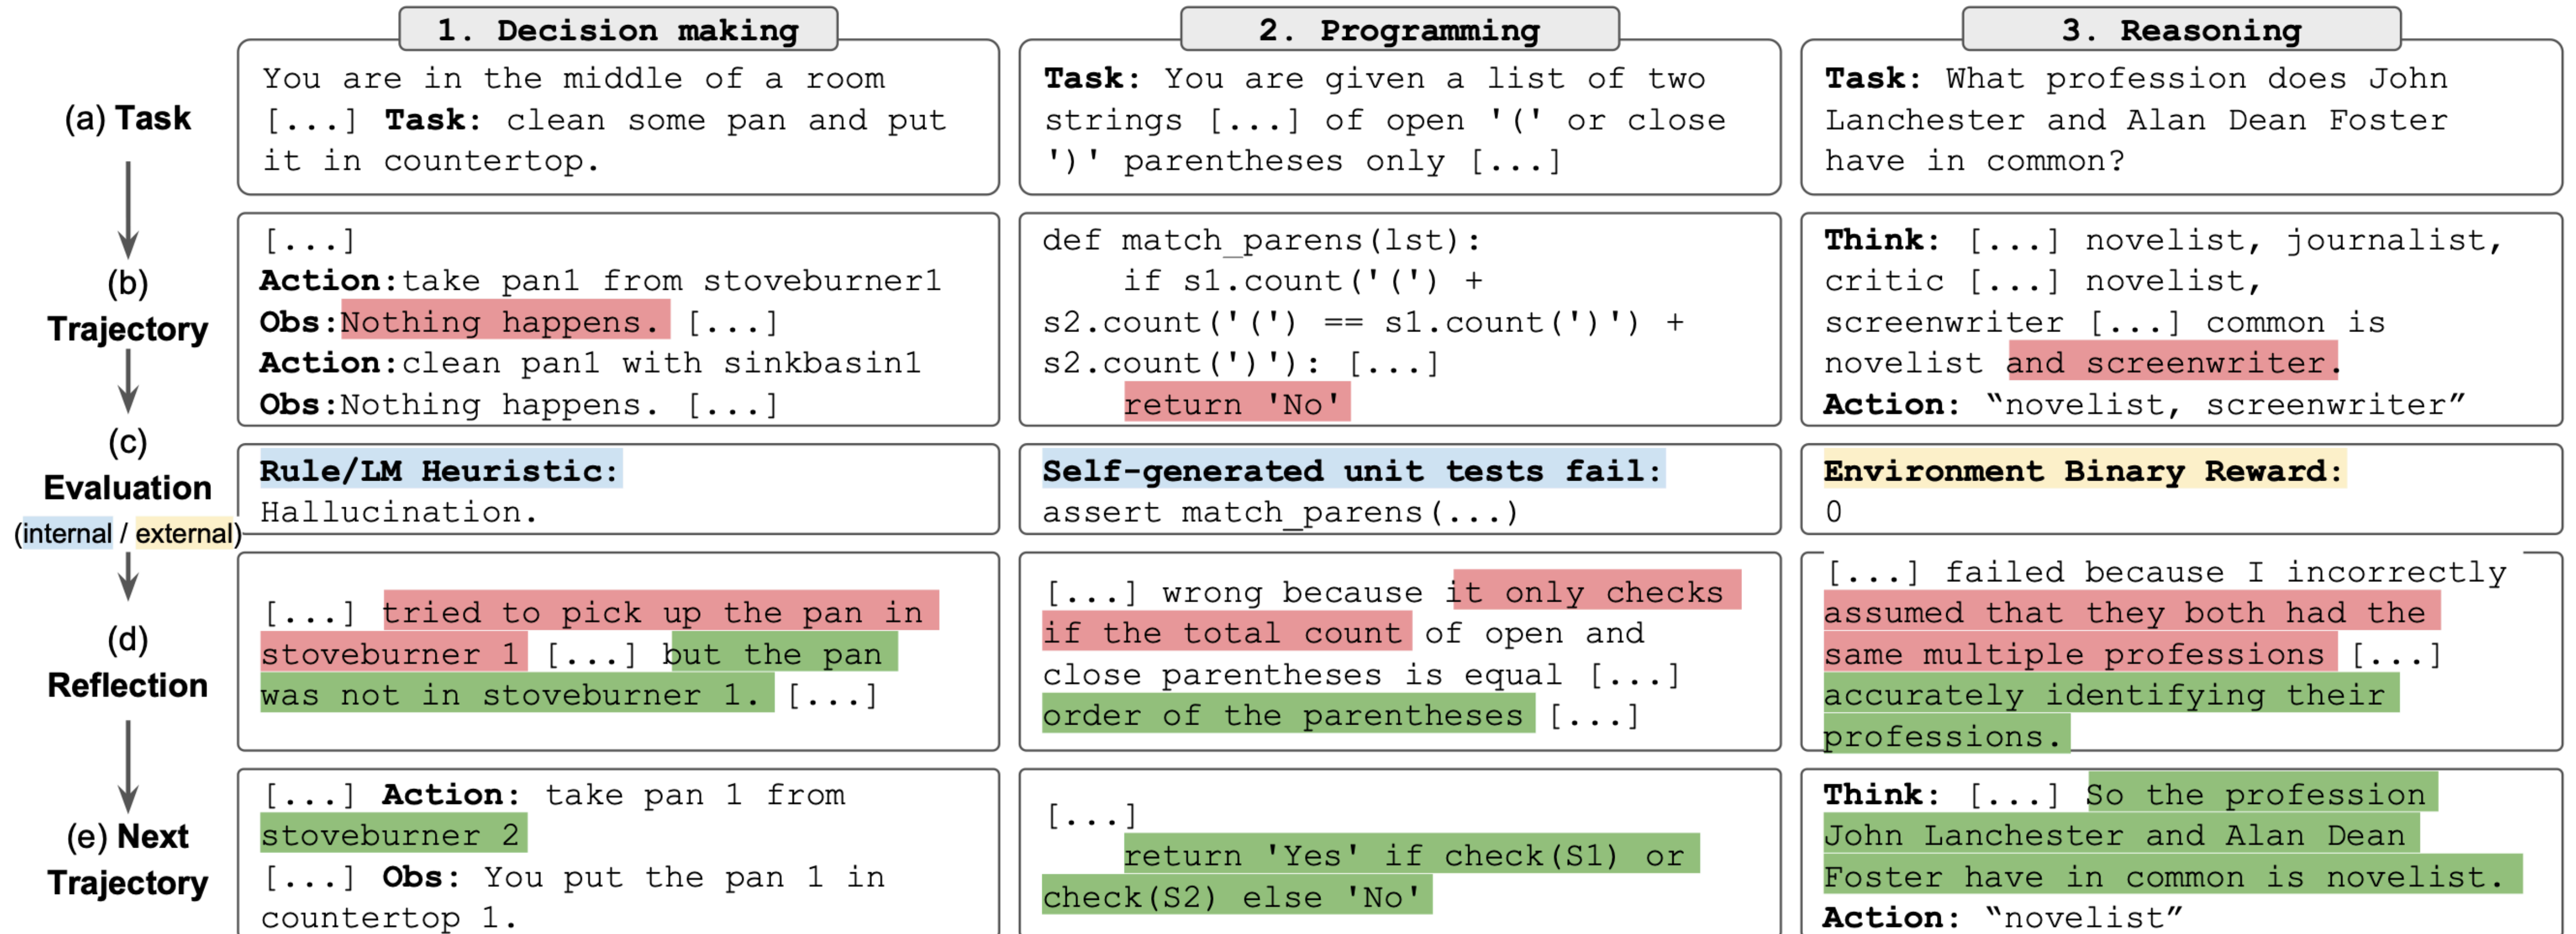 1. Decision making
2. Programming
3. Reasoning
(a) Task
You are in the middle of a room
[...] Task: clean some pan and put
it in countertop.
Task: You are given a list of two
strings [...] of open '(' or close
')' parentheses only [...]
Task: What profession does John
Lanchester and Alan Dean Foster
have in common?
(b)
Trajectory
[...]
Action:take pan1 from stoveburner1
Obs:Nothing happens. [...]
Action:clean pan1 with sinkbasin1
Obs:Nothing happens. [...]
def match_parens(lst):
    if s1.count('(') +
s2.count('(') == s1.count(')') +
s2.count(')'): [...]
    return 'No'
Think: [...] novelist, journalist,
critic [...] novelist,
screenwriter [...] common is
novelist and screenwriter.
Action: “novelist, screenwriter”
(c)
Evaluation
(internal / external)
Rule/LM Heuristic:
Hallucination.
Self-generated unit tests fail:
assert match_parens(...)
Environment Binary Reward:
0
(d)
Reflection
[...] tried to pick up the pan in
stoveburner 1 [...] but the pan
was not in stoveburner 1. [...]
[...] wrong because it only checks
if the total count of open and
close parentheses is equal [...]
order of the parentheses [...]
[...] failed because I incorrectly
assumed that they both had the
same multiple professions [...]
accurately identifying their
professions.
(e) Next
Trajectory
[...] Action: take pan 1 from
stoveburner 2
[...] Obs: You put the pan 1 in
countertop 1.
[...]
    return 'Yes' if check(S1) or
check(S2) else 'No'
Think: [...] So the profession
John Lanchester and Alan Dean
Foster have in common is novelist.
Action: “novelist”